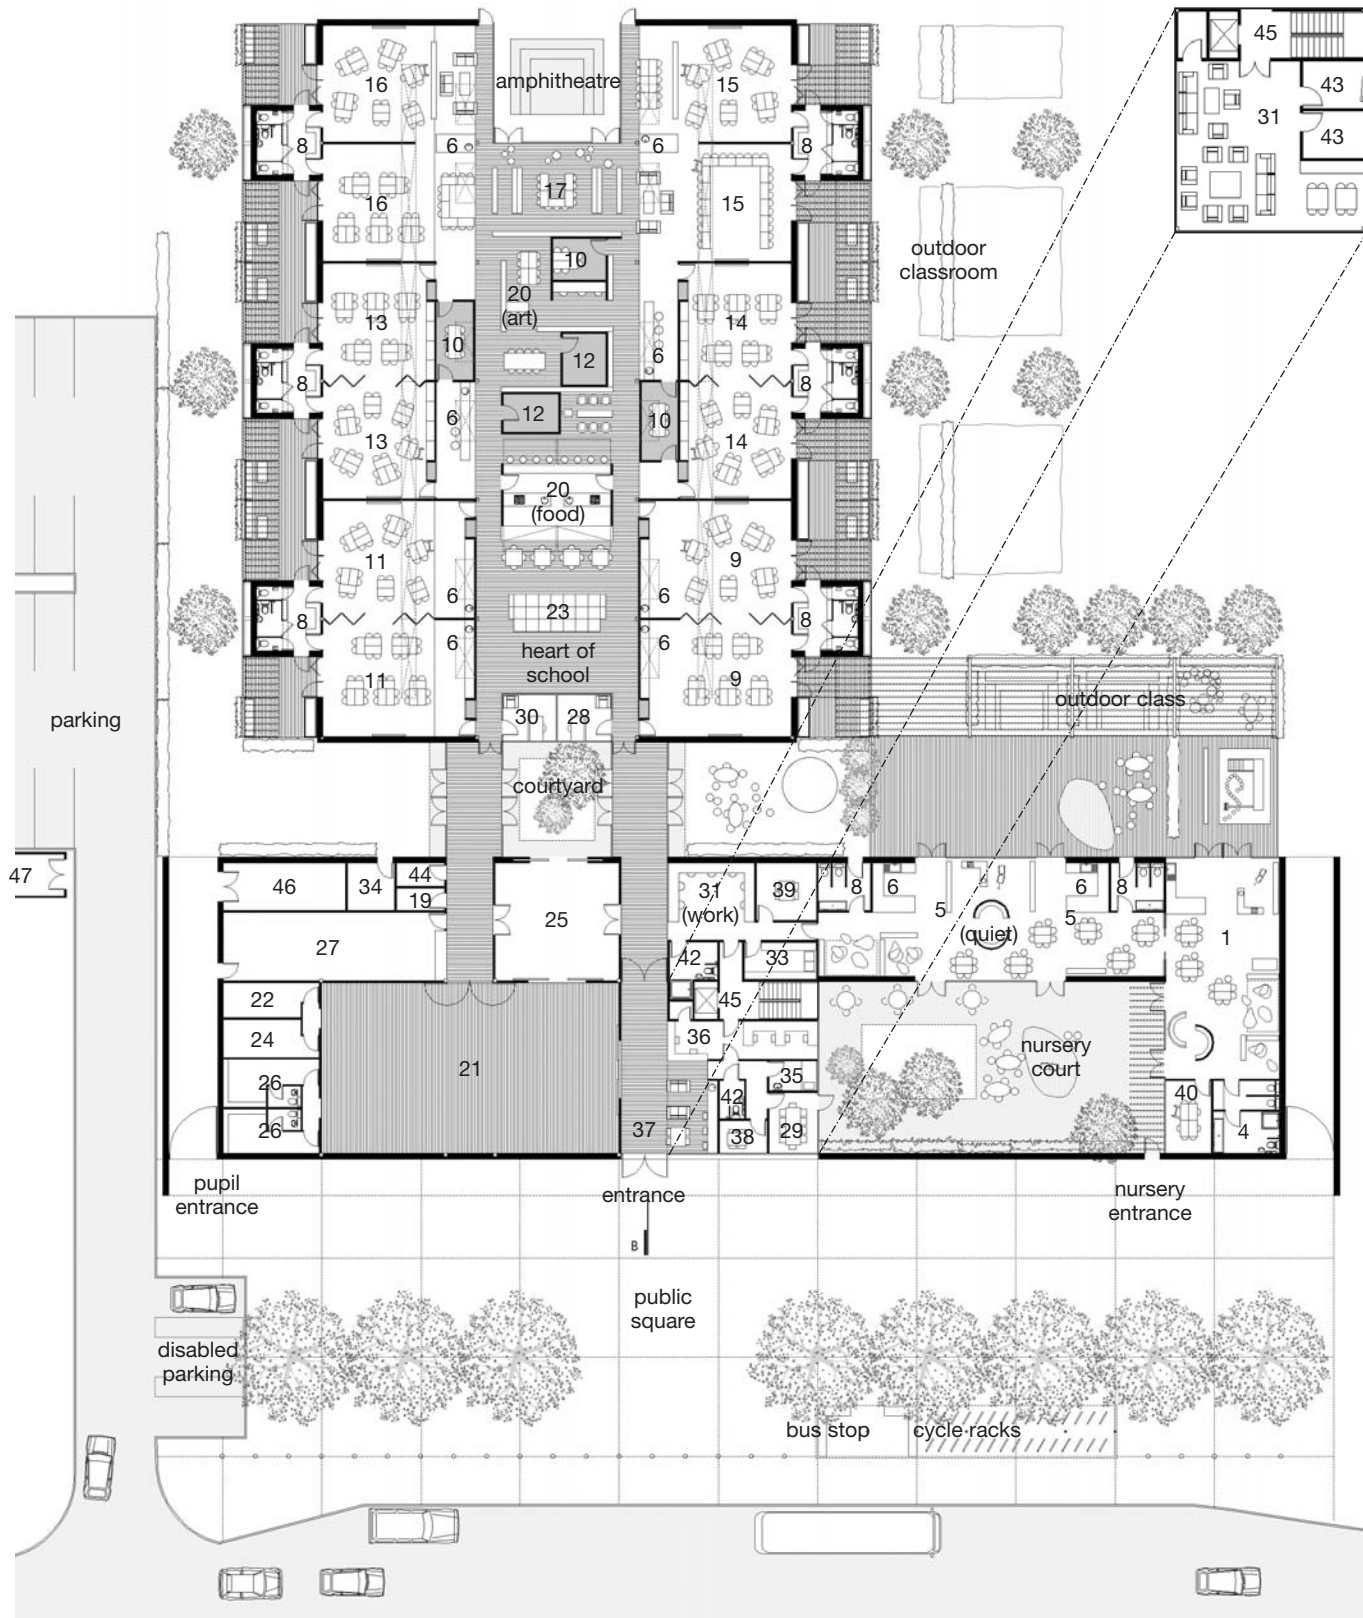 45
16
amphitheatre
15
43
31
43
8
6
6
8
17
16
15
outdoor
classroom
10
20
(art)
13
14
10
12
6
8
8
12
10
6
13
14
20
(food)
11
9
6
6
23
8
8
6
6
heart of
school
11
9
outdoor class
30
28
parking
courtyard
47
46
34
44
19
31
(work)
39
8
6
6
8
5
5
(quiet)
25
1
27
42
33
22
45
24
36
nursery
court
21
26
35
42
40
26
37
38
29
4
pupil
entrance
entrance
nursery
entrance
B
public
square
disabled
parking
bus stop
cycle racks